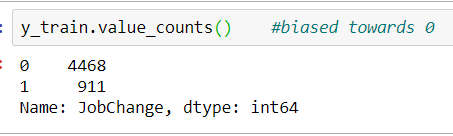 y_train.value_counts()    #biased towards 0
0    4468
1     911
Name: JobChange, dtype: int64